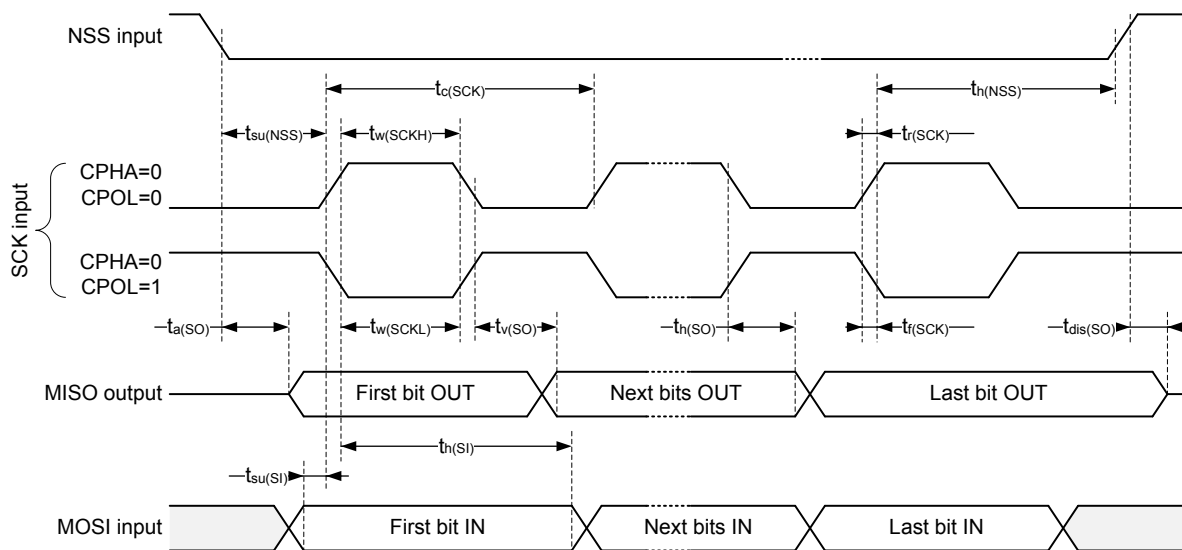 NSS input
tc(SCK)
th(NSS)
tsu(NSS)
tw(SCKH)
tr(SCK)
SCK input
CPHA=0
CPOL=0
CPHA=0
CPOL=1
ta(SO)
tw(SCKL)
tv(SO)
th(SO)
tf(SCK)
tdis(SO)
MISO output
First bit OUT
Next bits OUT
Last bit OUT
th(SI)
tsu(SI)
MOSI input
First bit IN
Next bits IN
Last bit IN